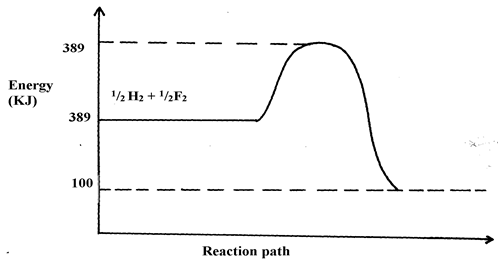 389
Energy
(KJ)
½ H₂ + ½F₂
389
100
Reaction path